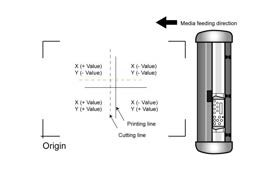 Media feeding direction
X (+ Value) X (- Value)
Y (- Value) Y (- Value)
X (+ Value) X (- Value)
Y (+ Value) Y (+ Value)
Printing line
Cutting line
Origin